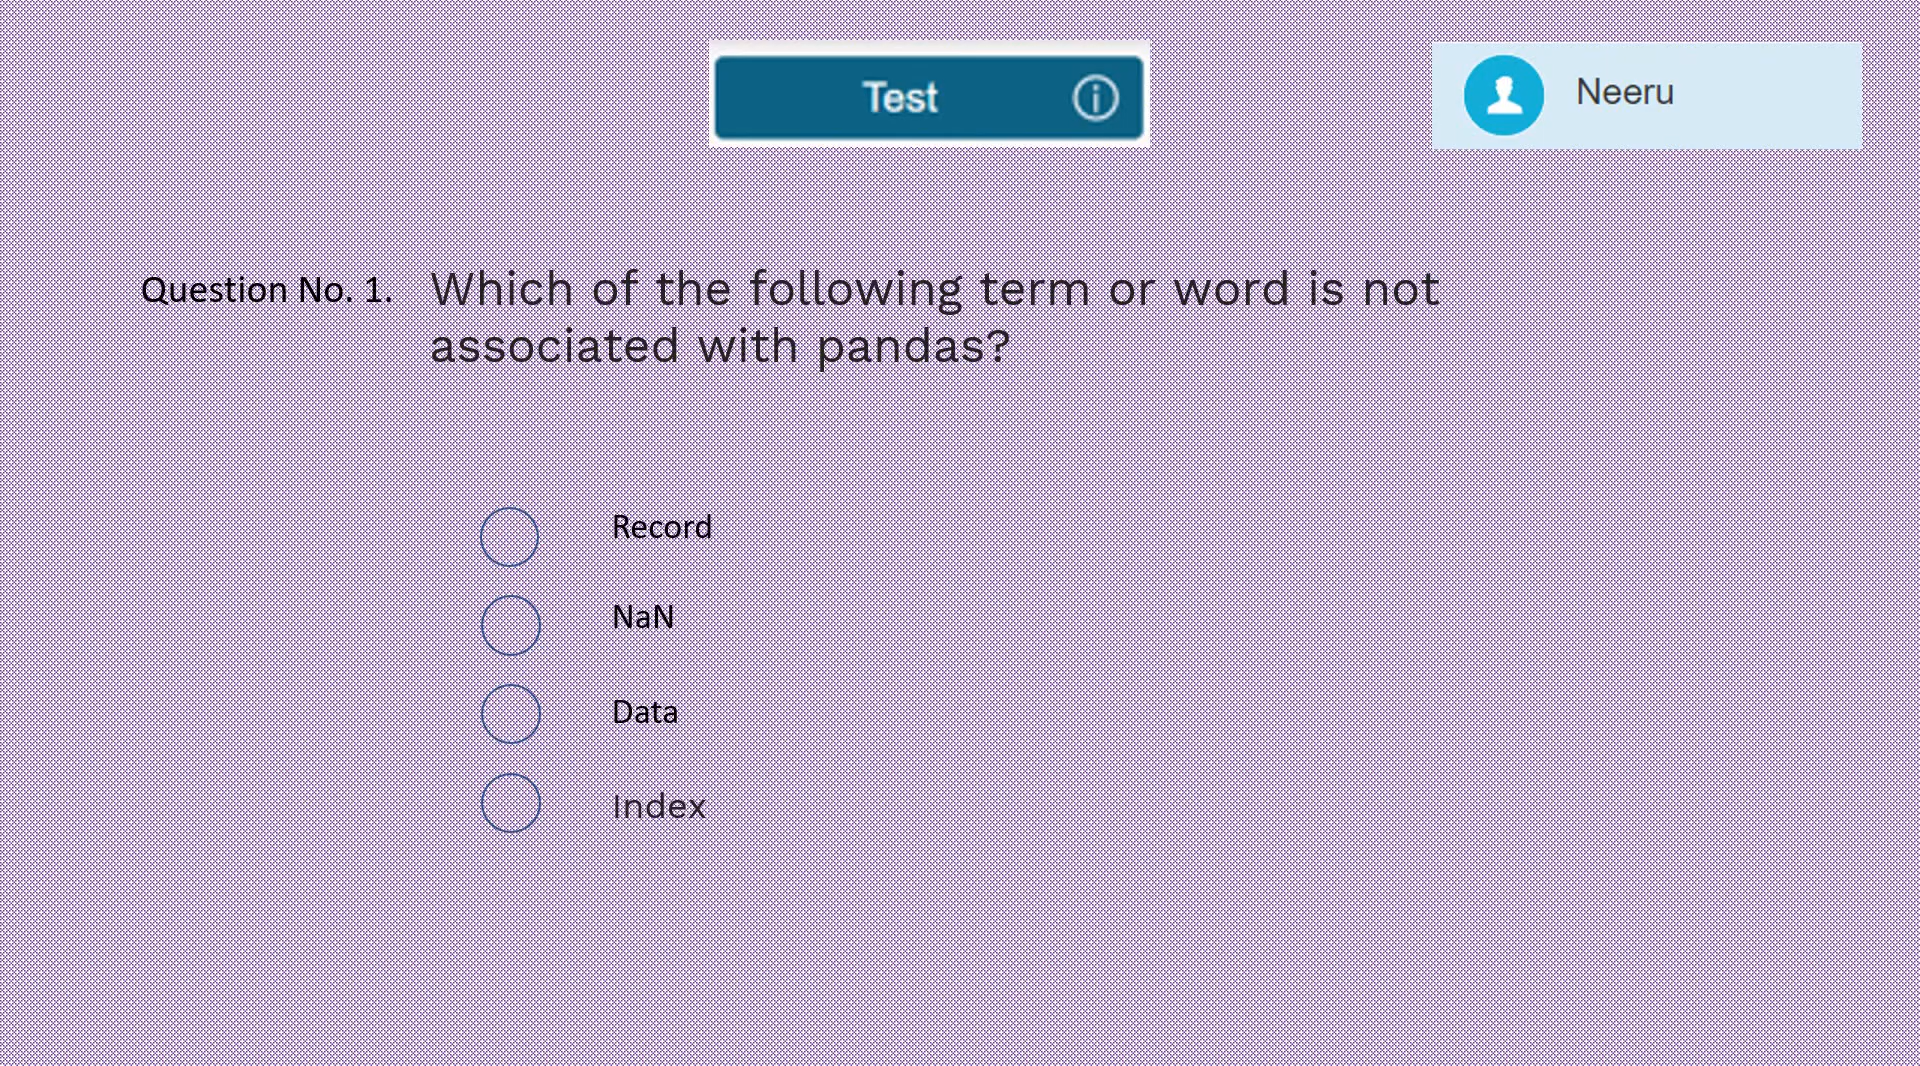 Test
Neeru
Question No. 1.
Which of the following term or word is not
associated with pandas?
Record
NaN
Data
Index